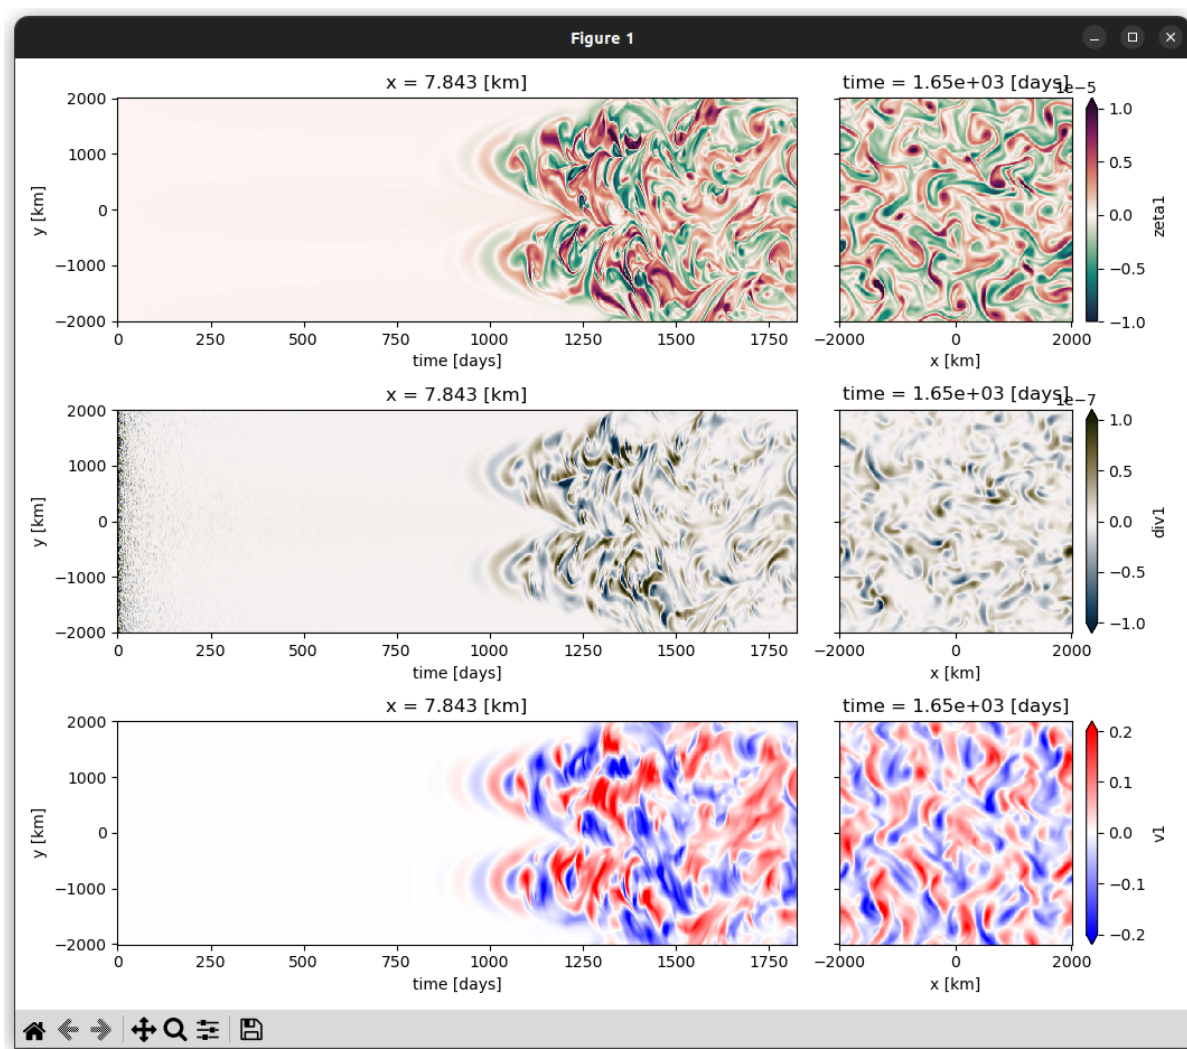 Figure 1
x = 7.843 [km]
time = 1.65e+03 [days]
1e−5
2000
1000
0
−1000
−2000
y [km]
0 250 500 750 1000 1250 1500 1750
time [days]
−2000 0 2000
x [km]
1.0
0.5
0.0
−0.5
−1.0
zeta1
x = 7.843 [km]
time = 1.65e+03 [days]
1e−7
2000
1000
0
−1000
−2000
y [km]
0 250 500 750 1000 1250 1500 1750
time [days]
−2000 0 2000
x [km]
1.0
0.5
0.0
−0.5
−1.0
div1
x = 7.843 [km]
time = 1.65e+03 [days]
2000
1000
0
−1000
−2000
y [km]
0 250 500 750 1000 1250 1500 1750
time [days]
−2000 0 2000
x [km]
0.2
0.1
0.0
−0.1
−0.2
v1